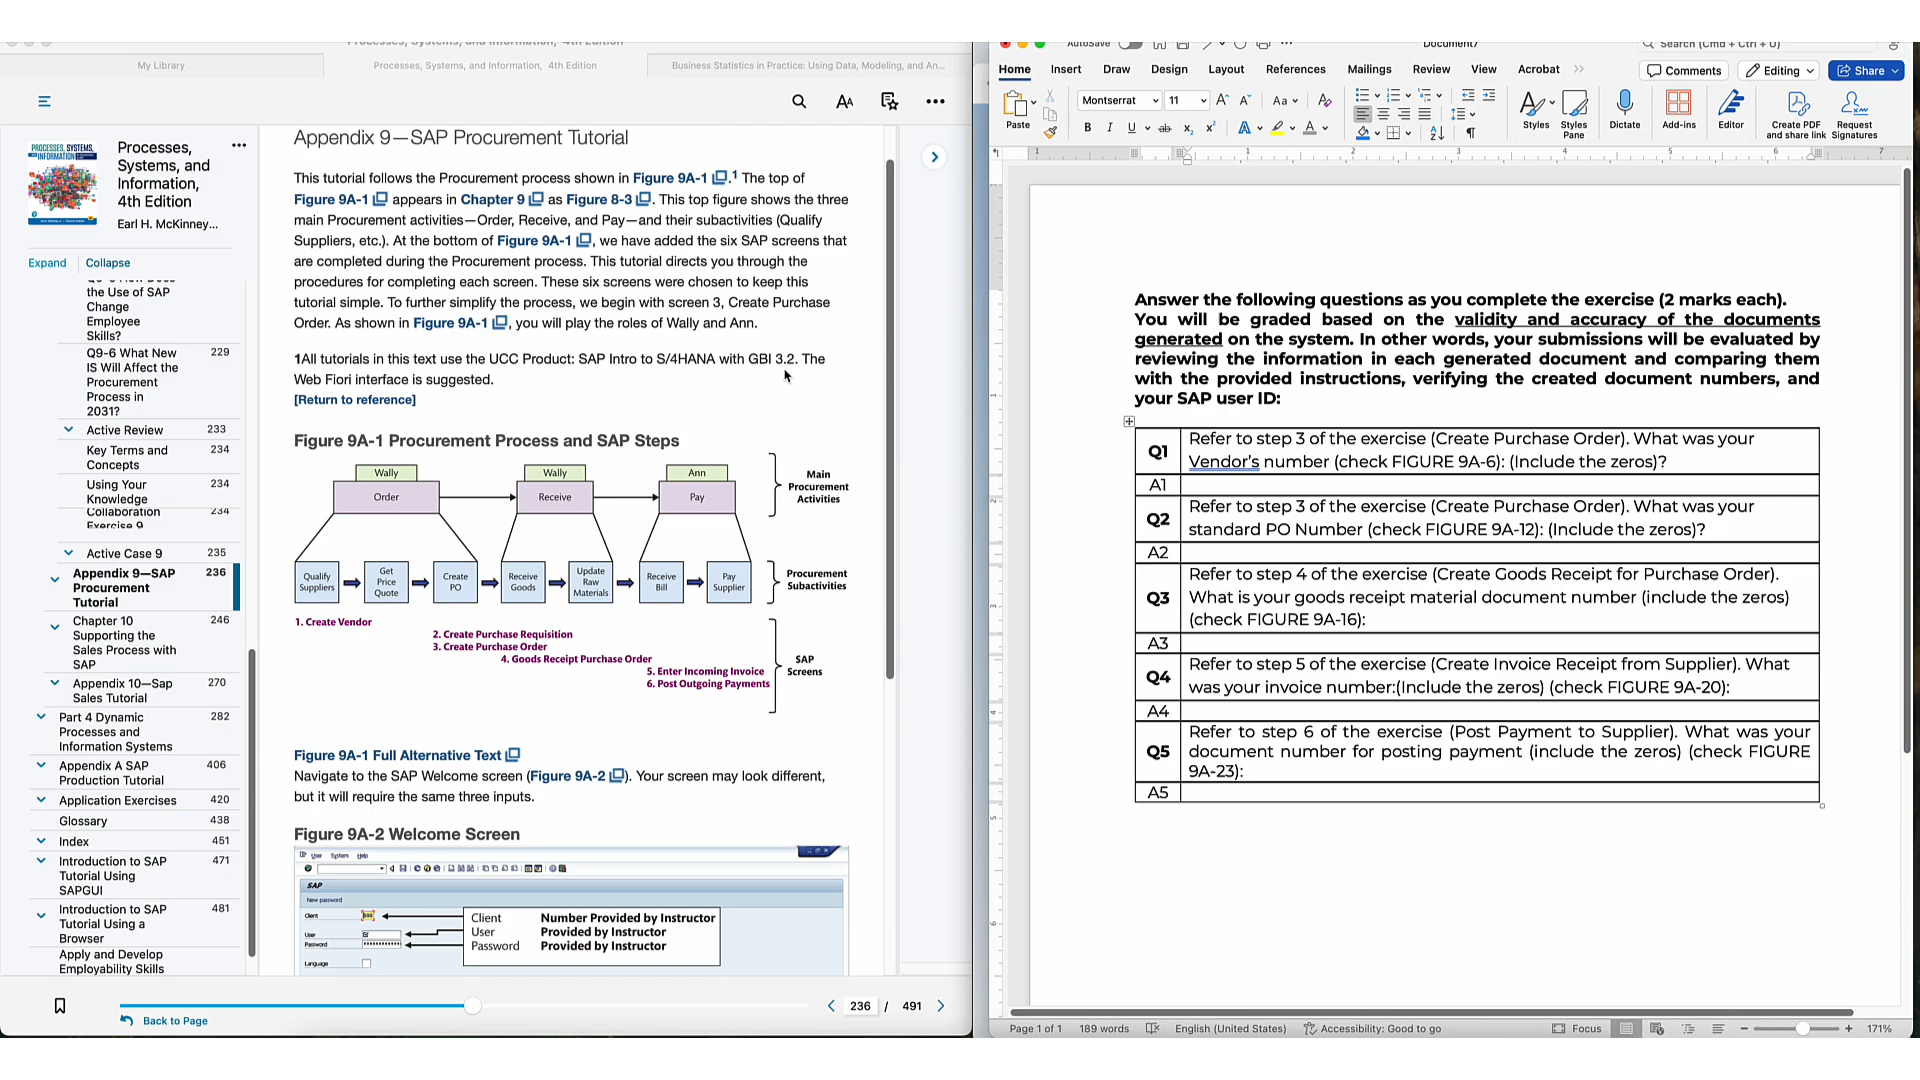 Processes, Systems, and Information, 4th Edition
My Library
Processes, Systems, and Information, 4th Edition
Business Statistics in Practice: Using Data, Modeling, and An...
AA
Processes,
Systems, and
Information,
4th Edition
Earl H. McKinney...
Expand
Collapse
the Use of SAP
Change
Employee
Skills?
Q9-6 What New
IS Will Affect the
Procurement
Process in
2031?
229
Active Review
233
Key Terms and
Concepts
234
Using Your
Knowledge
234
Collaboration
Exercise 9
234
Active Case 9
235
Appendix 9—SAP
Procurement
Tutorial
236
Chapter 10
Supporting the
Sales Process with
SAP
246
Appendix 10—Sap
Sales Tutorial
270
Part 4 Dynamic
Processes and
Information Systems
282
Appendix A SAP
Production Tutorial
406
Application Exercises
420
Glossary
438
Index
451
Introduction to SAP
Tutorial Using
SAPGUI
471
Introduction to SAP
Tutorial Using a
Browser
481
Apply and Develop
Employability Skills
Appendix 9—SAP Procurement Tutorial
This tutorial follows the Procurement process shown in Figure 9A-1.1 The top of
Figure 9A-1 appears in Chapter 9 as Figure 8-3. This top figure shows the three
main Procurement activities—Order, Receive, and Pay—and their subactivities (Qualify
Suppliers, etc.). At the bottom of Figure 9A-1, we have added the six SAP screens that
are completed during the Procurement process. This tutorial directs you through the
procedures for completing each screen. These six screens were chosen to keep this
tutorial simple. To further simplify the process, we begin with screen 3, Create Purchase
Order. As shown in Figure 9A-1, you will play the roles of Wally and Ann.
1All tutorials in this text use the UCC Product: SAP Intro to S/4HANA with GBI 3.2. The
Web Fiori interface is suggested.
[Return to reference]
Figure 9A-1 Procurement Process and SAP Steps
Wally
Wally
Ann
Order
Receive
Pay
Main
Procurement
Activities
Qualify
Suppliers
Get
Price
Quote
Create
PO
Receive
Goods
Update
Raw
Materials
Receive
Bill
Pay
Supplier
Procurement
Subactivities
1. Create Vendor
2. Create Purchase Requisition
3. Create Purchase Order
4. Goods Receipt Purchase Order
5. Enter Incoming Invoice
6. Post Outgoing Payments
SAP
Screens
Figure 9A-1 Full Alternative Text
Navigate to the SAP Welcome screen (Figure 9A-2). Your screen may look different,
but it will require the same three inputs.
Figure 9A-2 Welcome Screen
User System Help
SAP
New password
Client
User
Password
Language
Client Number Provided by Instructor
User Provided by Instructor
Password Provided by Instructor
236 / 491
Back to Page
AutoSave
Document7
Search (Cmd + Ctrl + U)
Home Insert Draw Design Layout References Mailings Review View Acrobat
Comments
Editing
Share
Paste
Montserrat
11
Aa
B I U ab
Styles
Styles
Pane
Dictate
Add-ins
Editor
Create PDF
and share link
Request
Signatures
Answer the following questions as you complete the exercise (2 marks each).
You will be graded based on the validity and accuracy of the documents
generated on the system. In other words, your submissions will be evaluated by
reviewing the information in each generated document and comparing them
with the provided instructions, verifying the created document numbers, and
your SAP user ID:
Q1
Refer to step 3 of the exercise (Create Purchase Order). What was your
Vendor's number (check FIGURE 9A-6): (Include the zeros)?
A1
Q2
Refer to step 3 of the exercise (Create Purchase Order). What was your
standard PO Number (check FIGURE 9A-12): (Include the zeros)?
A2
Q3
Refer to step 4 of the exercise (Create Goods Receipt for Purchase Order).
What is your goods receipt material document number (include the zeros)
(check FIGURE 9A-16):
A3
Q4
Refer to step 5 of the exercise (Create Invoice Receipt from Supplier). What
was your invoice number:(Include the zeros) (check FIGURE 9A-20):
A4
Q5
Refer to step 6 of the exercise (Post Payment to Supplier). What was your
document number for posting payment (include the zeros) (check FIGURE
9A-23):
A5
Page 1 of 1
189 words
English (United States)
Accessibility: Good to go
Focus
171%